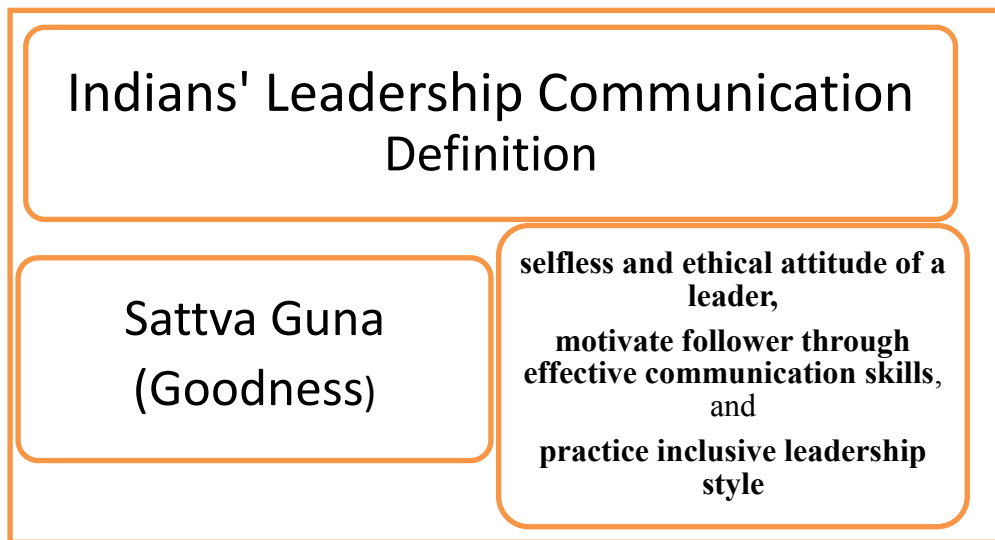 Indians' Leadership Communication
Definition
Sattva Guna
(Goodness)
selfless and ethical attitude of a
leader,
motivate follower through
effective communication skills,
and
practice inclusive leadership
style